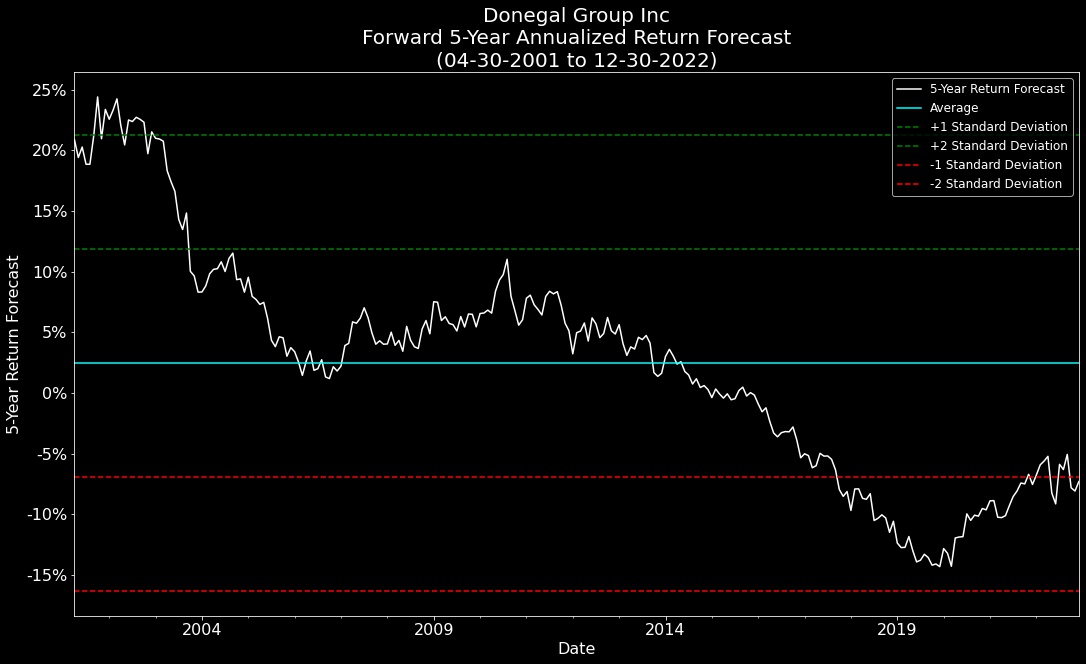 Donegal Group Inc
Forward 5-Year Annualized Return Forecast
(04-30-2001 to 12-30-2022)
5-Year Return Forecast
Average
+1 Standard Deviation
+2 Standard Deviation
-1 Standard Deviation
-2 Standard Deviation
25%
20%
15%
10%
5%
0%
-5%
-10%
-15%
5-Year Return Forecast
2004
2009
2014
2019
Date